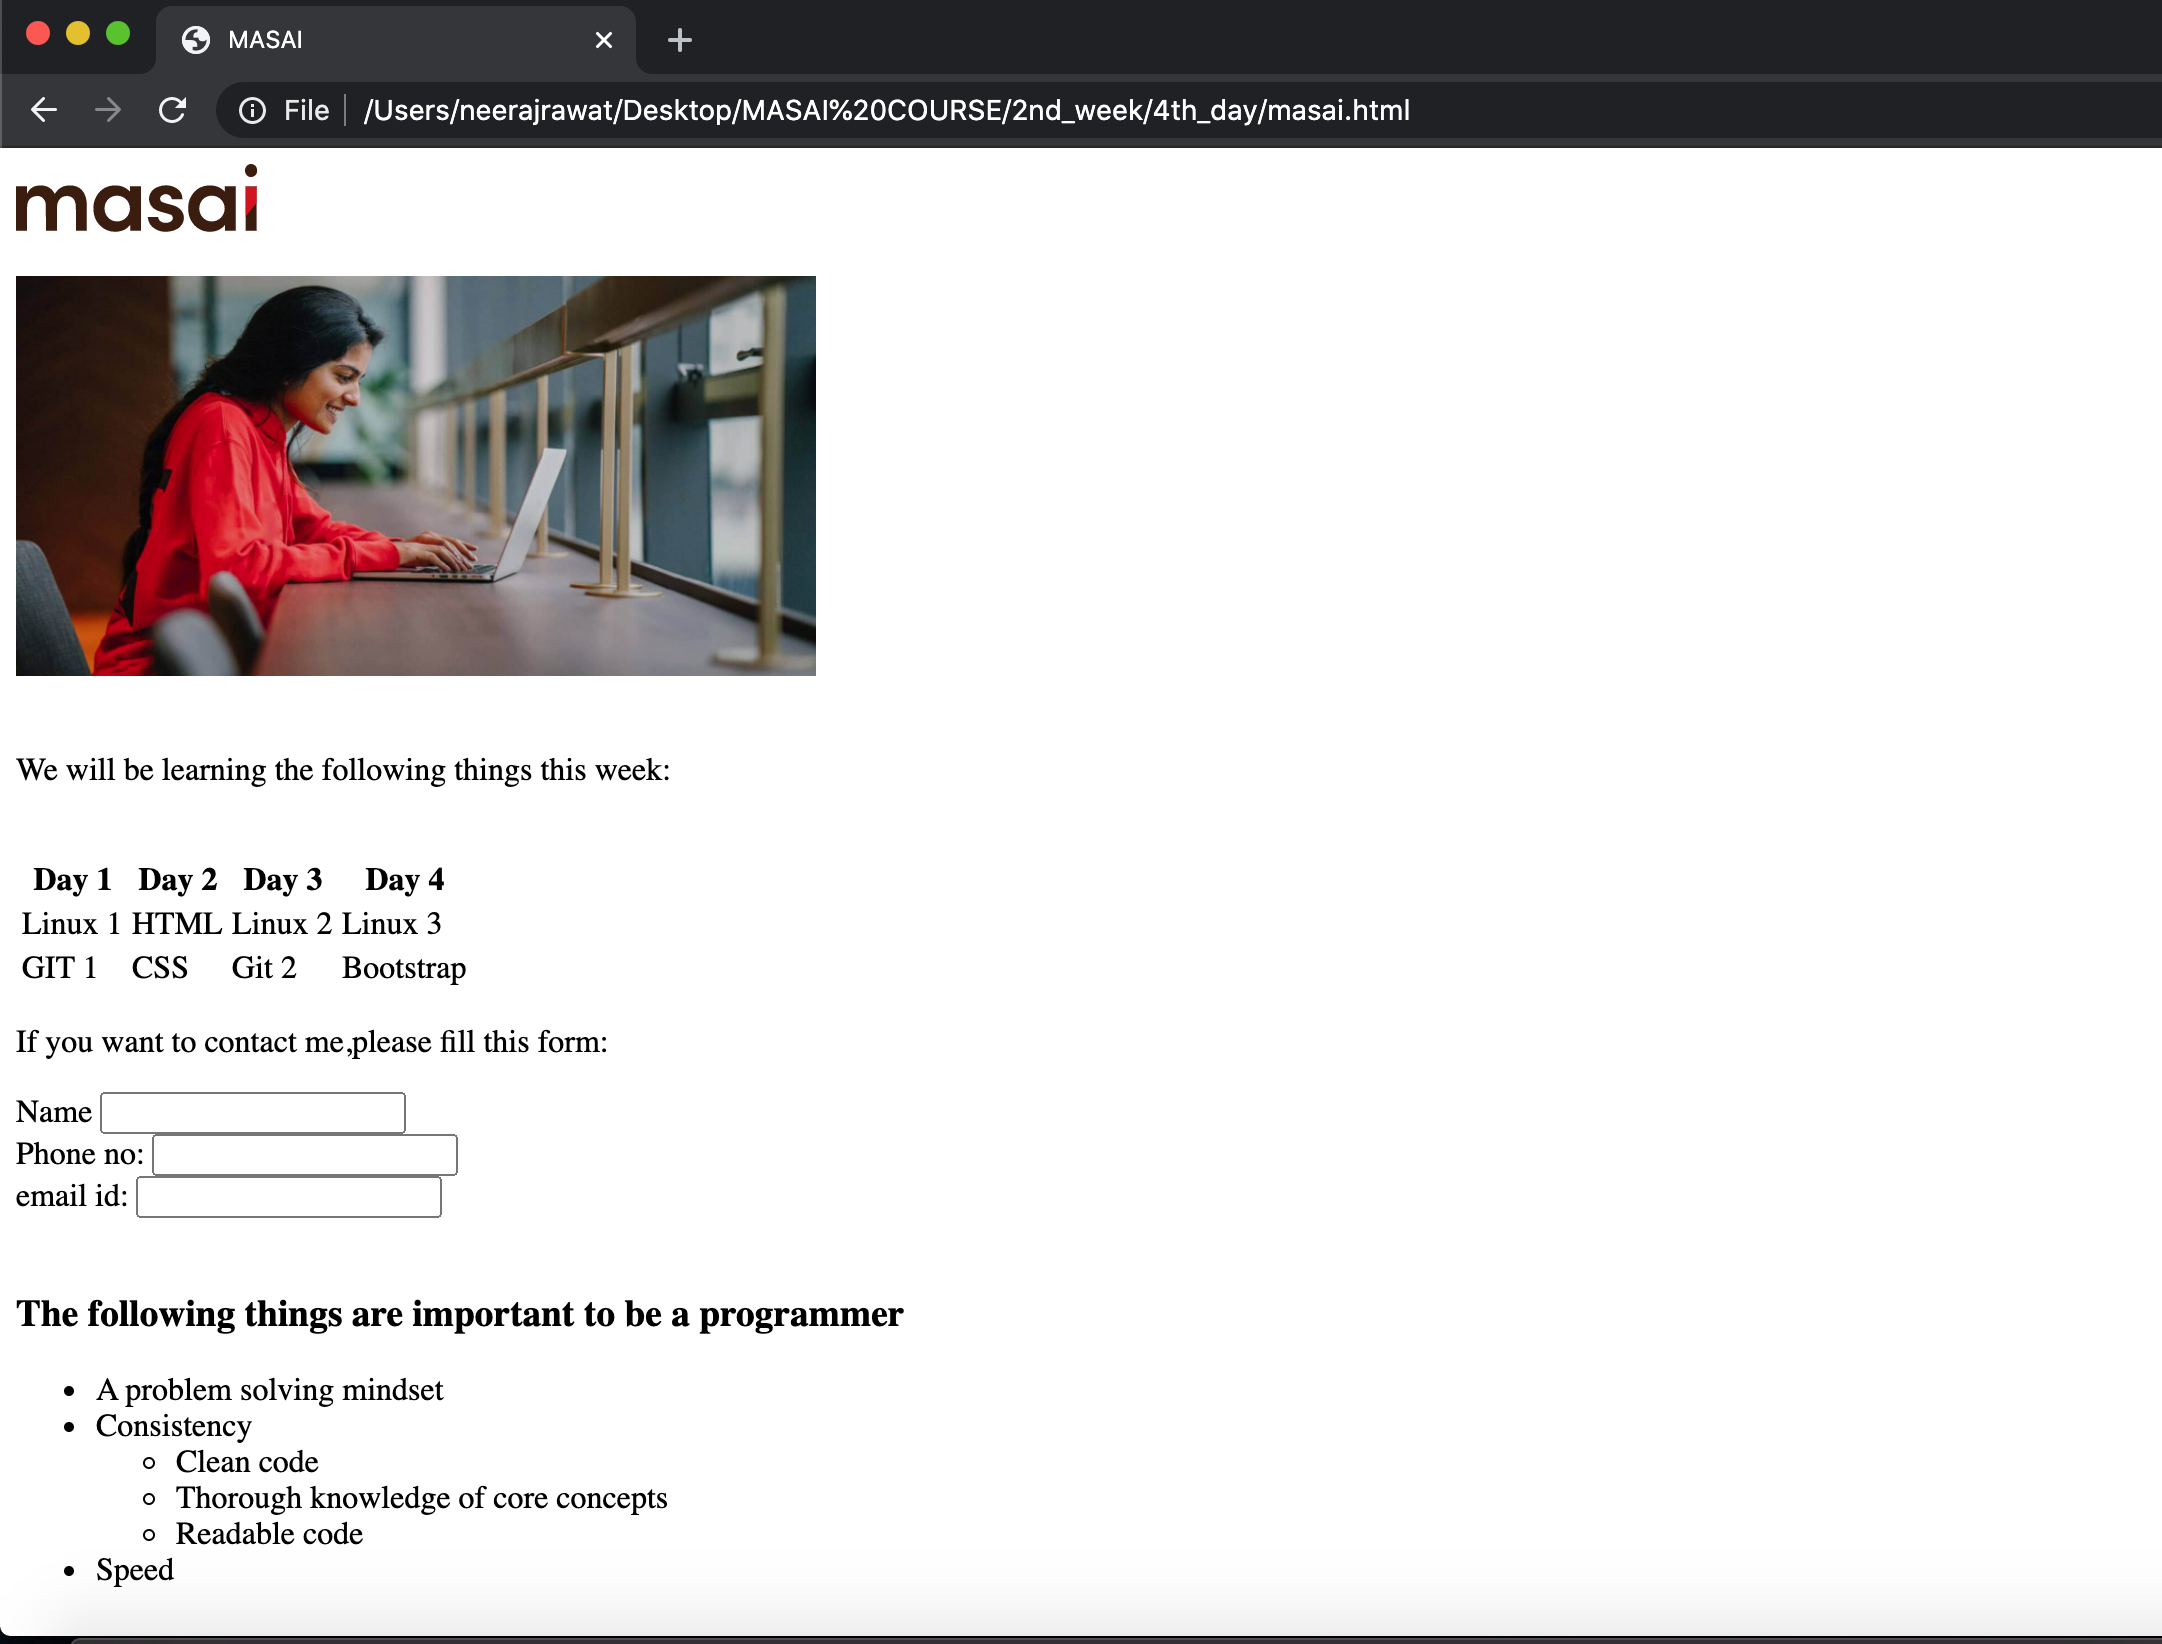 MASAI
File /Users/neerajrawat/Desktop/MASAI%20COURSE/2nd_week/4th_day/masai.html
masai
We will be learning the following things this week:
Day 1 Day 2 Day 3 Day 4
Linux 1 HTML Linux 2 Linux 3
GIT 1 CSS Git 2 Bootstrap
If you want to contact me,please fill this form:
Name
Phone no:
email id:
The following things are important to be a programmer
A problem solving mindset
Consistency
Clean code
Thorough knowledge of core concepts
Readable code
Speed